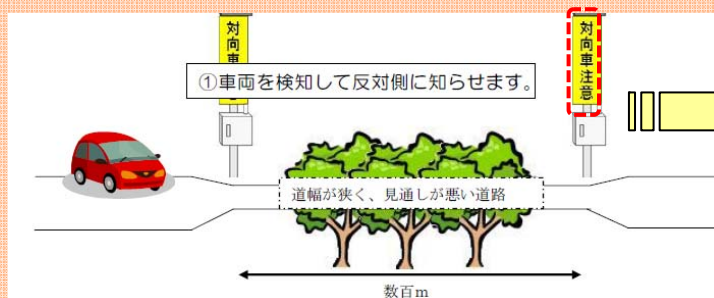 対向車
対向車注意
①車両を検知して反対側に知らせます。
道幅が狭く、見通しが悪い道路
数百m